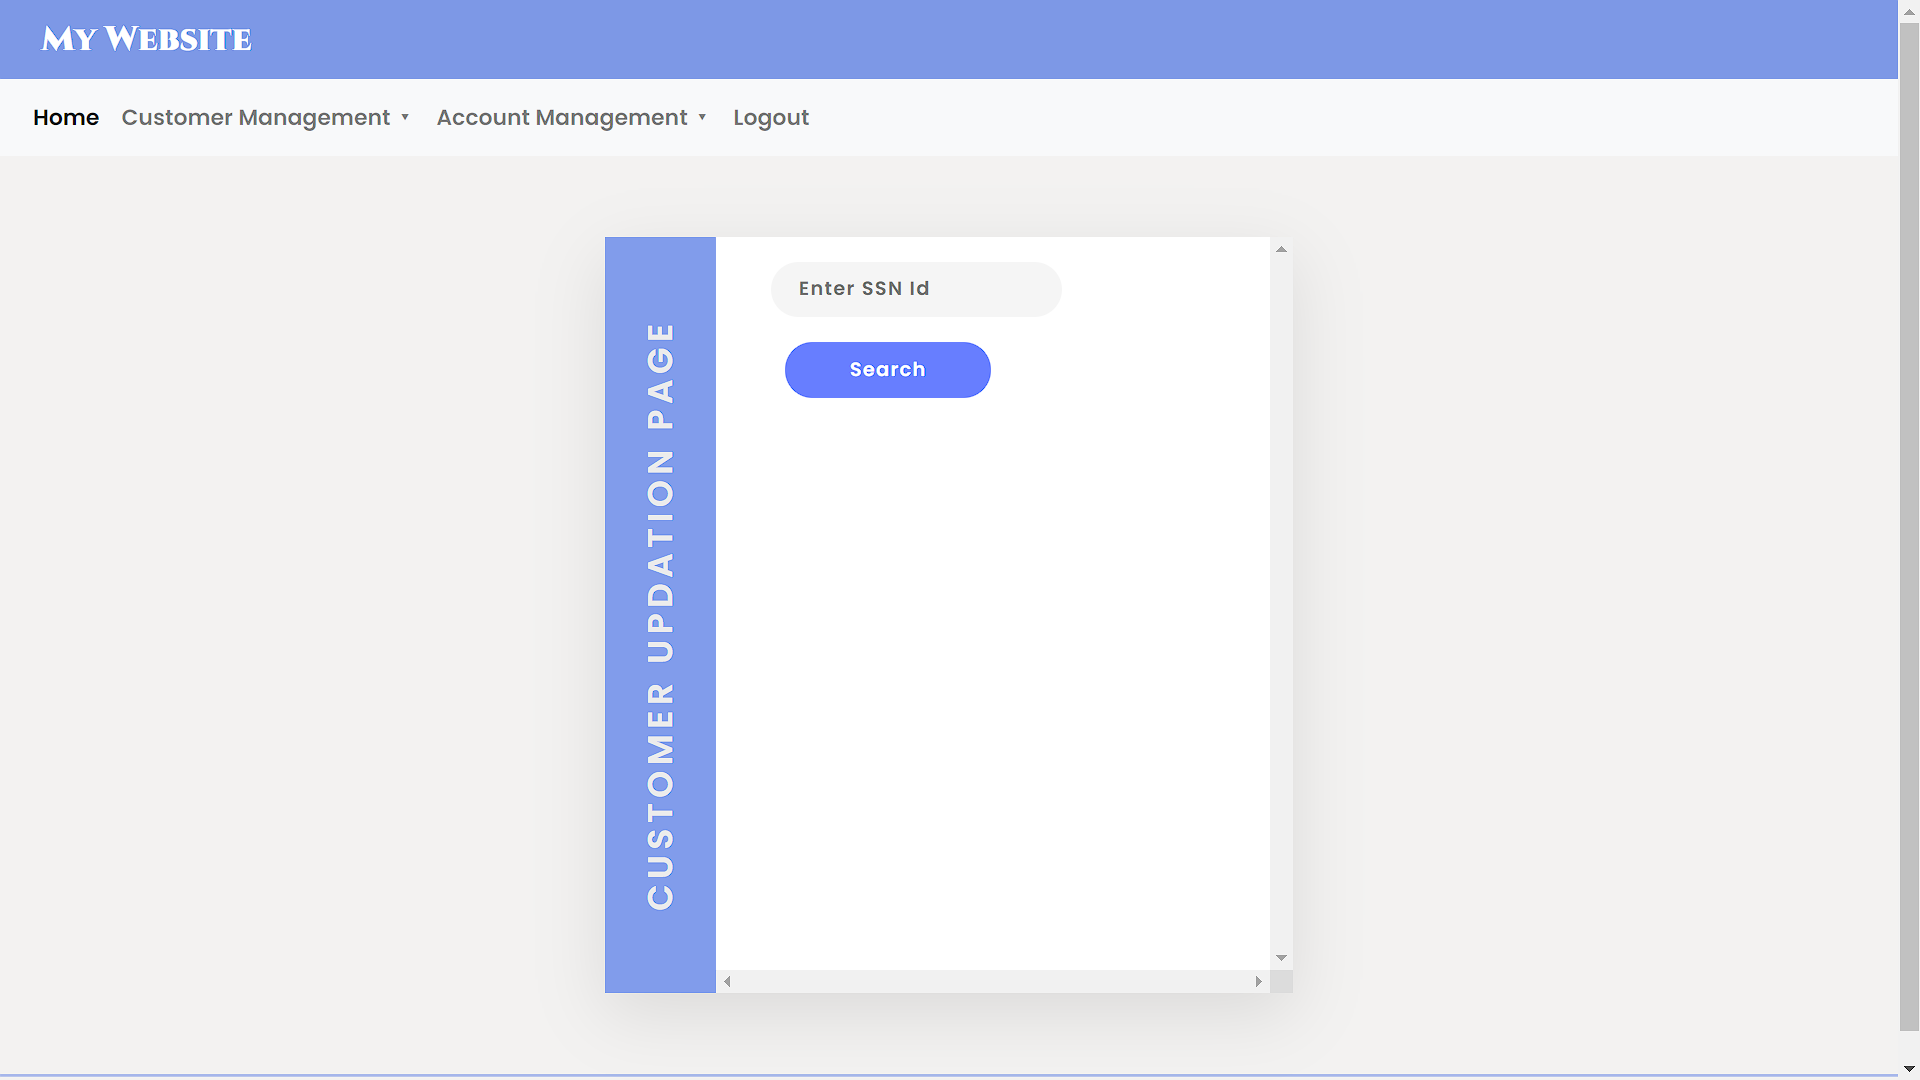 My Website
Home Customer Management ▼ Account Management ▼ Logout
CUSTOMER UPDATION PAGE
Enter SSN Id
Search